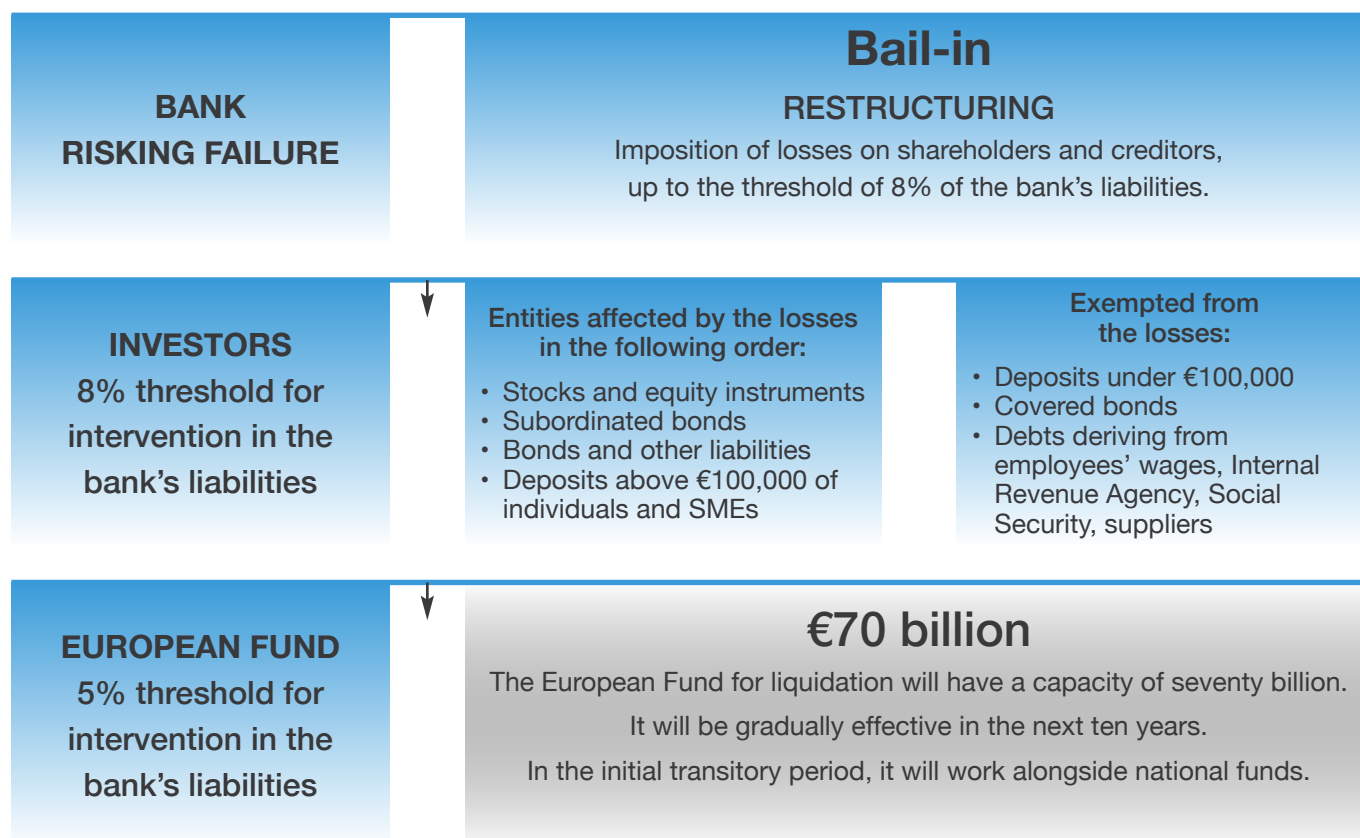 BANK
RISKING FAILURE
Bail-in
RESTRUCTURING
Imposition of losses on shareholders and creditors,
up to the threshold of 8% of the bank's liabilities.
INVESTORS
8% threshold for
intervention in the
bank's liabilities
Entities affected by the losses
in the following order:
• Stocks and equity instruments
• Subordinated bonds
• Bonds and other liabilities
• Deposits above €100,000 of
individuals and SMEs
Exempted from
the losses:
• Deposits under €100,000
• Covered bonds
• Debts deriving from
employees' wages, Internal
Revenue Agency, Social
Security, suppliers
EUROPEAN FUND
5% threshold for
intervention in the
bank's liabilities
€70 billion
The European Fund for liquidation will have a capacity of seventy billion.
It will be gradually effective in the next ten years.
In the initial transitory period, it will work alongside national funds.